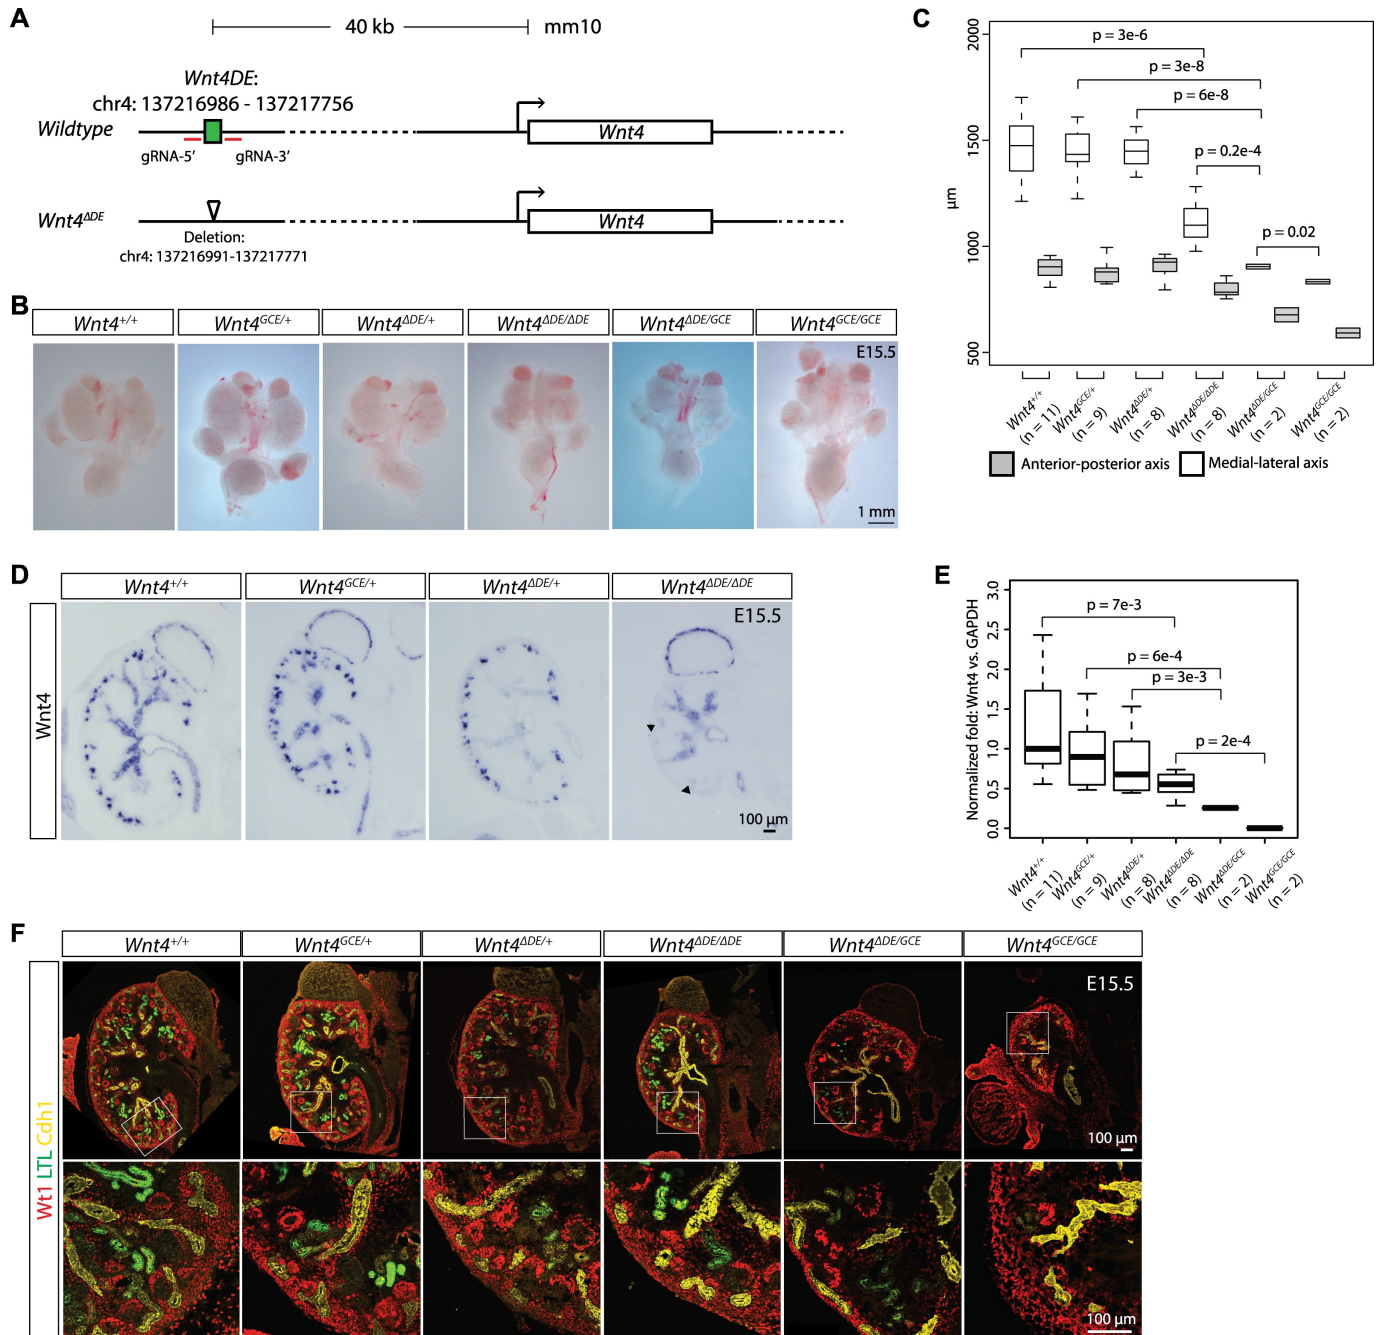 A
40 kb
mm10
Wnt4DE:
chr4: 137216986 - 137217756
Wildtype
Wnt4
gRNA-5’
gRNA-3’
Wnt4ΔDE
Wnt4
Deletion:
chr4: 137216991-137217771
B
Wnt4+/+
Wnt4GCE/+
Wnt4ΔDE/+
Wnt4ΔDE/ΔDE
Wnt4ΔDE/GCE
Wnt4GCE/GCE
E15.5
1 mm
C
2000
1500
1000
500
µm
p = 3e-6
p = 3e-8
p = 6e-8
p = 0.2e-4
p = 0.02
Wnt4+/+
(n = 11)
Wnt4GCE/+
(n = 9)
Wnt4ΔDE/+
(n = 8)
Wnt4ΔDE/ΔDE
(n = 8)
Wnt4ΔDE/GCE
(n = 2)
Wnt4GCE/GCE
(n = 2)
Anterior-posterior axis
Medial-lateral axis
D
Wnt4+/+
Wnt4GCE/+
Wnt4ΔDE/+
Wnt4ΔDE/ΔDE
Wnt4
E15.5
100 µm
E
Normalized fold: Wnt4 vs. GAPDH
3.0
2.5
2.0
1.5
1.0
0.5
0.0
p = 7e-3
p = 6e-4
p = 3e-3
p = 2e-4
Wnt4+/+
(n = 11)
Wnt4GCE/+
(n = 9)
Wnt4ΔDE/+
(n = 8)
Wnt4ΔDE/ΔDE
(n = 8)
Wnt4ΔDE/GCE
(n = 2)
Wnt4GCE/GCE
(n = 2)
F
Wnt4+/+
Wnt4GCE/+
Wnt4ΔDE/+
Wnt4ΔDE/ΔDE
Wnt4ΔDE/GCE
Wnt4GCE/GCE
Wt1 LTL Cdh1
E15.5
100 µm
100 µm